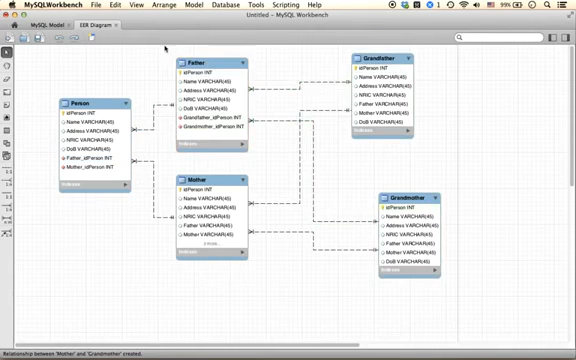 MySQLWorkbench File Edit View Arrange Model Database Tools Scripting Help 99%
Untitled - MySQL Workbench
MySQL Model × EER Diagram ×
Person
idPerson INT
Name VARCHAR(45)
Address VARCHAR(45)
NRIC VARCHAR(45)
DoB VARCHAR(45)
Father_idPerson INT
Mother_idPerson INT
Indexes
Father
idPerson INT
Name VARCHAR(45)
Address VARCHAR(45)
NRIC VARCHAR(45)
DoB VARCHAR(45)
Grandfather_idPerson INT
Grandmother_idPerson INT
Indexes
Mother
idPerson INT
Name VARCHAR(45)
Address VARCHAR(45)
NRIC VARCHAR(45)
Father VARCHAR(45)
Mother VARCHAR(45)
Indexes
Grandfather
idPerson INT
Name VARCHAR(45)
Address VARCHAR(45)
NRIC VARCHAR(45)
Father VARCHAR(45)
Mother VARCHAR(45)
DoB VARCHAR(45)
Indexes
Grandmother
idPerson INT
Name VARCHAR(45)
Address VARCHAR(45)
NRIC VARCHAR(45)
Father VARCHAR(45)
Mother VARCHAR(45)
DoB VARCHAR(45)
Indexes
1:1
1:n
Relationship between 'Mother' and 'Grandmother' created.